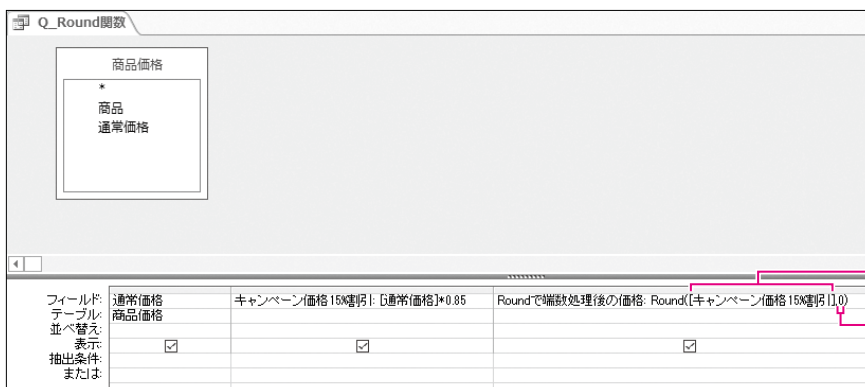 Q_Round関数
商品価格
*
商品
通常価格
フィールド: 通常価格 キャンペーン価格15%割引: [通常価格]*0.85 Roundで端数処理後の価格: Round([キャンペーン価格15%割引],0)
テーブル: 商品価格
並べ替え:
表示:
抽出条件:
または: